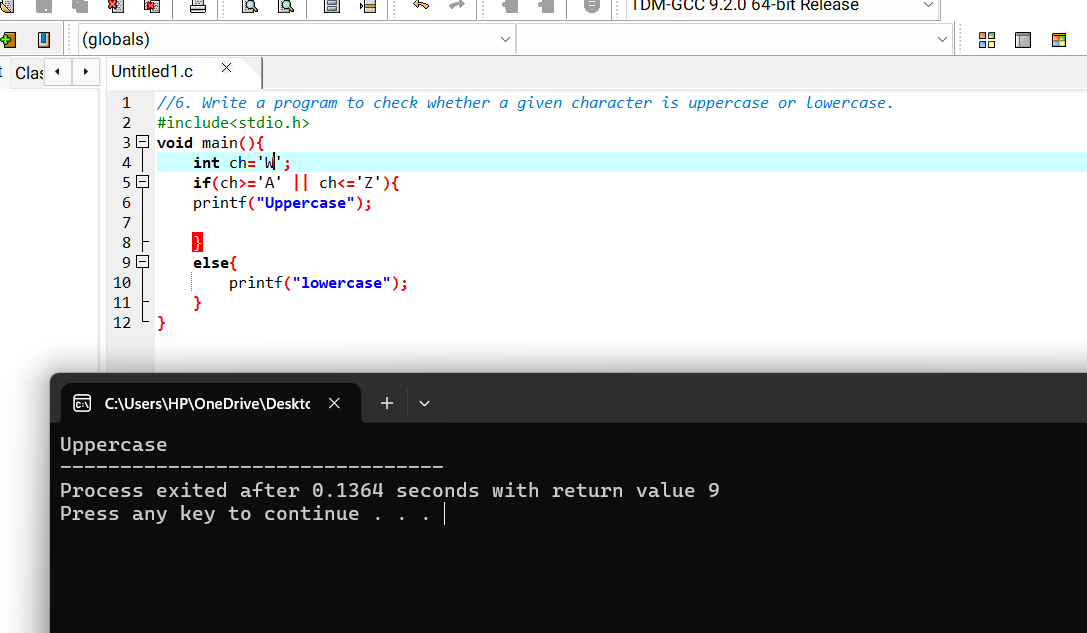 TDM-GCC 9.2.0 64-bit Release
(globals)
Untitled1.c
1 //6. Write a program to check whether a given character is uppercase or lowercase.
2 #include<stdio.h>
3 void main(){
4 int ch='W';
5 if(ch>='A' || ch<='Z'){
6 printf("Uppercase");
7
8 }
9 else{
10 printf("lowercase");
11 }
12 }
C:\Users\HP\OneDrive\Deskto
Uppercase
--------------------------------
Process exited after 0.1364 seconds with return value 9
Press any key to continue . . .